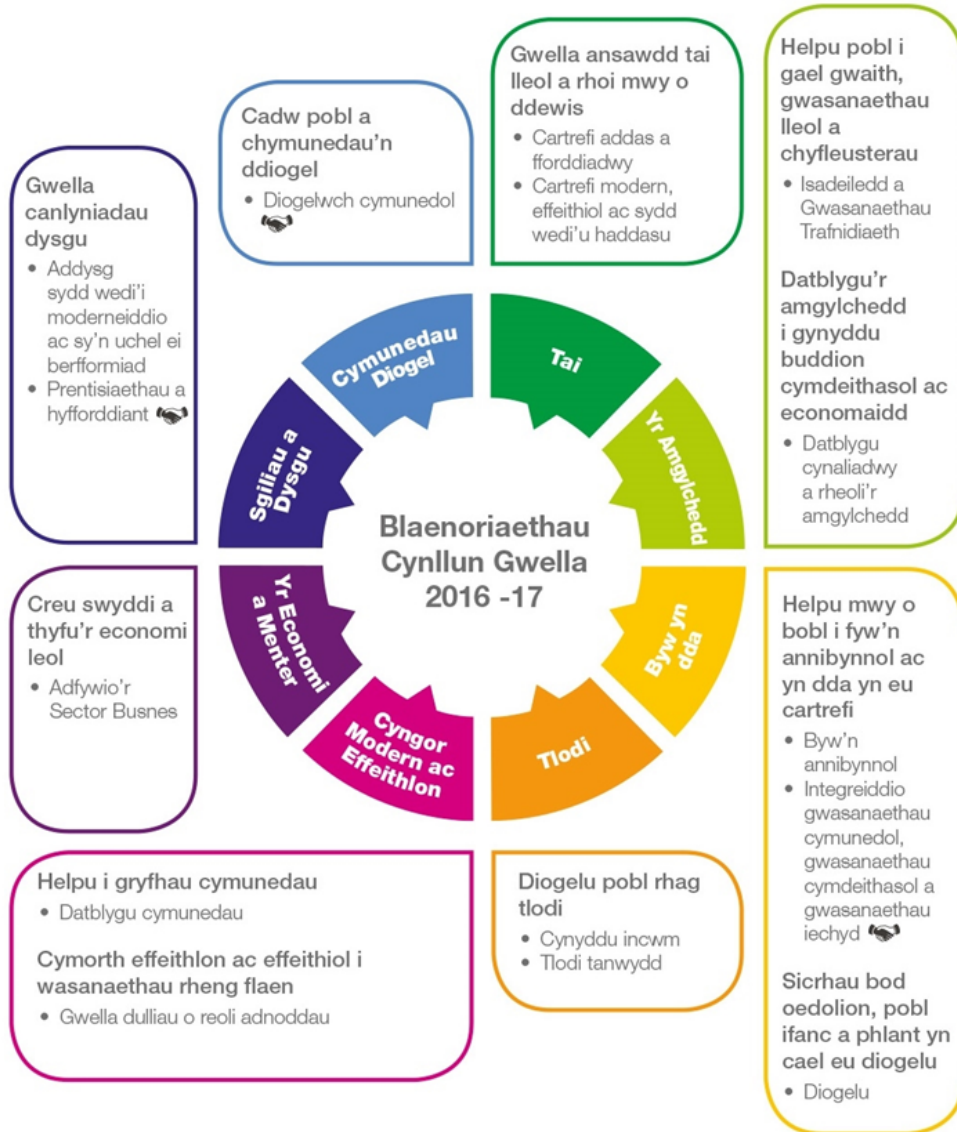 Gwella
canlyniadau
dysgu
• Addysg
sydd wedi'i
moderneiddio
ac sy'n uchel ei
berfformiad
• Prentisiaethau a
hyfforddiant
Cadw pobl a
chymunedau'n
ddiogel
• Diogelwch cymunedol
Gwella ansawdd tai
lleol a rhoi mwy o
ddewis
• Cartrefi addas a
fforddiadwy
• Cartrefi modern,
effeithiol ac sydd
wedi'u haddasu
Helpu pobl i
gael gwaith,
gwasanaethau
lleol a
chyfleusterau
• Isadeiledd a
Gwasanaethau
Trafnidiaeth
Datblygu'r
amgylchedd
i gynyddu
buddion
cymdeithasol ac
economaidd
• Datblygu
cynaliadwy
a rheoli'r
amgylchedd
Cymunedau
Diogel
Tai
Yr Amgylchedd
Byw yn
dda
Tlodi
Cyngor
Modern ac
Effeithlon
Yr Economi
a Menter
Sgiliau a
Dysgu
Blaenoriaethau
Cynllun Gwella
2016 -17
Creu swyddi a
thyfu'r economi
leol
• Adfywio'r
Sector Busnes
Helpu mwy o
bobl i fyw'n
annibynnol ac
yn dda yn eu
cartrefi
• Byw'n
annibynnol
• Integreiddio
gwasanaethau
cymunedol,
gwasanaethau
cymdeithasol a
gwasanaethau
iechyd
Sicrhau bod
oedolion, pobl
ifanc a phlant yn
cael eu diogelu
• Diogelu
Helpu i gryfhau cymunedau
• Datblygu cymunedau
Cymorth effeithlon ac effeithiol i
wasanaethau rheng flaen
• Gwella dulliau o reoli adnoddau
Diogelu pobl rhag
tlodi
• Cynyddu incwm
• Tlodi tanwydd